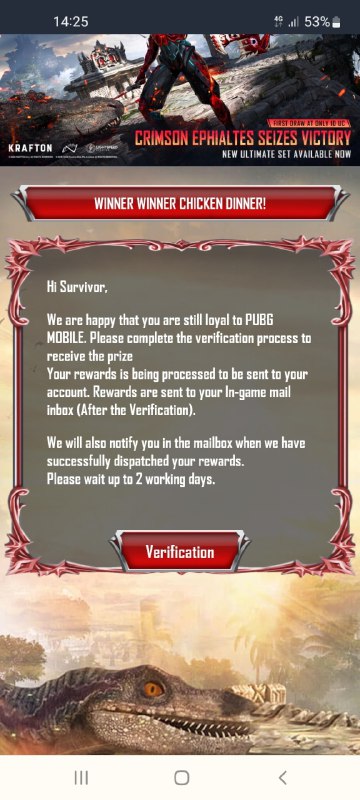 14:25
4G
53%
FIRST DRAW AT ONLY 10 UC
KRAFTON
CRIMSON EPHIALTES SEIZES VICTORY
NEW ULTIMATE SET AVAILABLE NOW
WINNER WINNER CHICKEN DINNER!
Hi Survivor,
We are happy that you are still loyal to PUBG
MOBILE. Please complete the verification process to
receive the prize
Your rewards is being processed to be sent to your
account. Rewards are sent to your In-game mail
inbox (After the Verification).
We will also notify you in the mailbox when we have
successfully dispatched your rewards.
Please wait up to 2 working days.
Verification